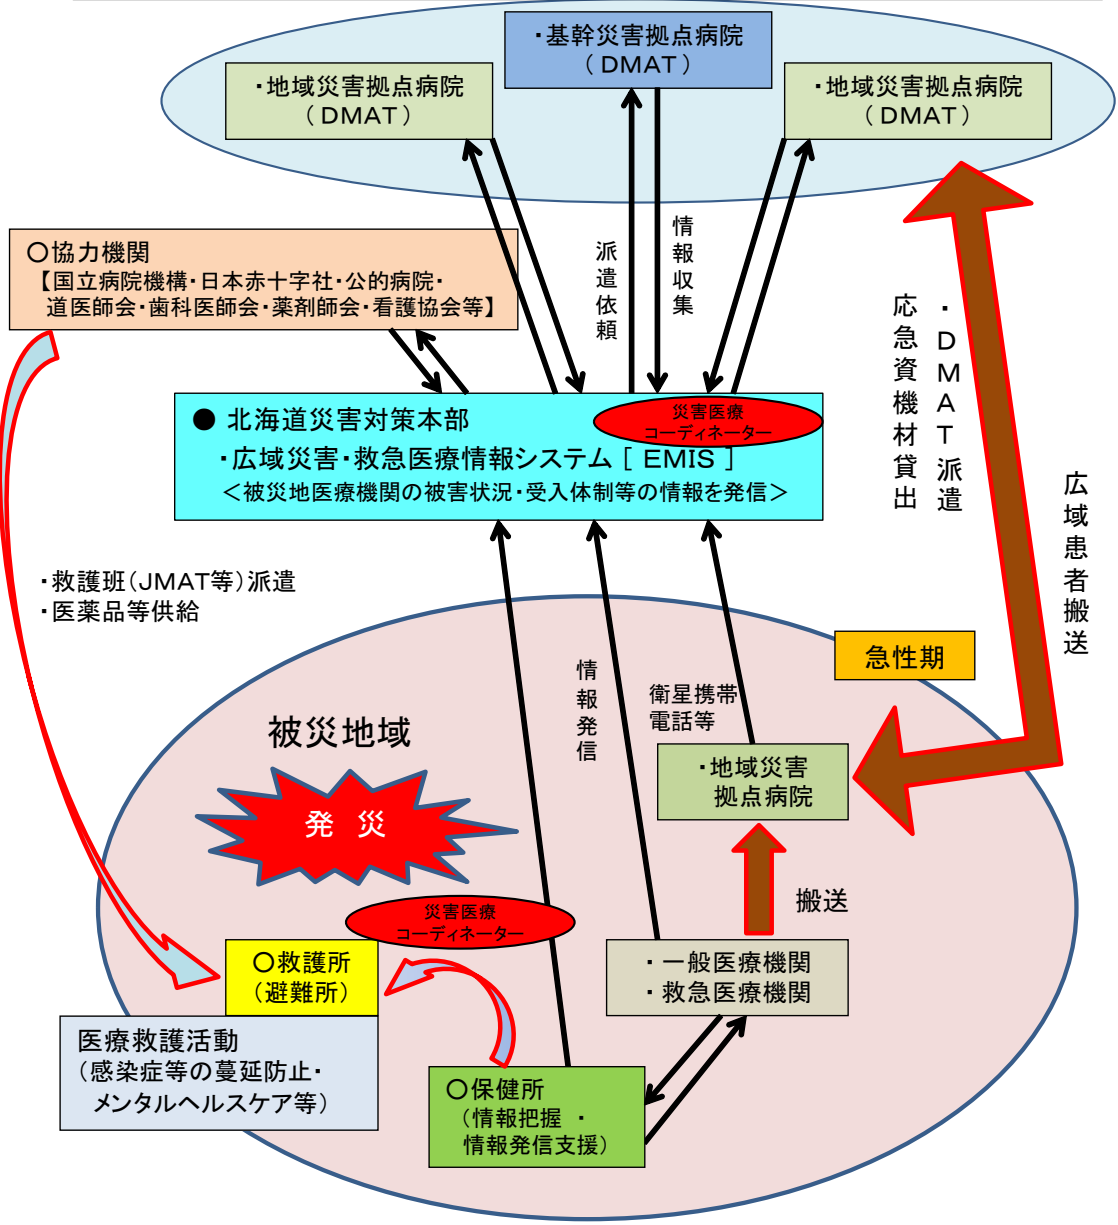 ・基幹災害拠点病院
（ＤＭＡＴ）
・地域災害拠点病院
（ＤＭＡＴ）
・地域災害拠点病院
（ＤＭＡＴ）
○協力機関
【国立病院機構・日本赤十字社・公的病院・
道医師会・歯科医師会・薬剤師会・看護協会等】
派遣依頼
情報収集
・ＤＭＡＴ派遣
応急資機材貸出
広域患者搬送
● 北海道災害対策本部
災害医療
コーディネーター
・広域災害・救急医療情報システム［ EMIS ］
＜被災地医療機関の被害状況・受入体制等の情報を発信＞
・救護班（JMAT等）派遣
・医薬品等供給
急性期
被災地域
情報発信
衛星携帯
電話等
・地域災害
拠点病院
発 災
搬送
災害医療
コーディネーター
○救護所
（避難所）
・一般医療機関
・救急医療機関
医療救護活動
（感染症等の蔓延防止・
メンタルヘルスケア等）
○保健所
（情報把握 ・
情報発信支援）